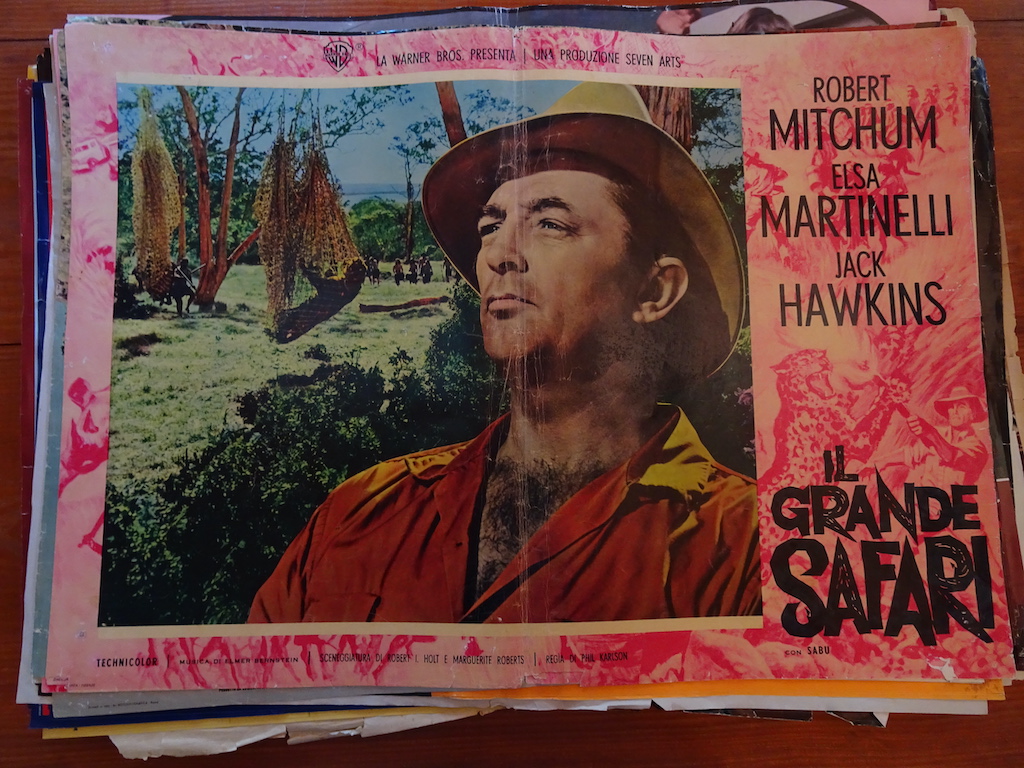 WB
LA WARNER BROS. PRESENTA | UNA PRODUZIONE SEVEN ARTS
ROBERT
MITCHUM
ELSA
MARTINELLI
JACK
HAWKINS
IL
GRANDE
SAFARI
CON SABU
TECHNICOLOR | MUSICA DI ELMER BERNSTEIN | SCENEGGIATURA DI ROBERT I. HOLT E MARGUERITE ROBERTS | REGIA DI PHIL KARLSON